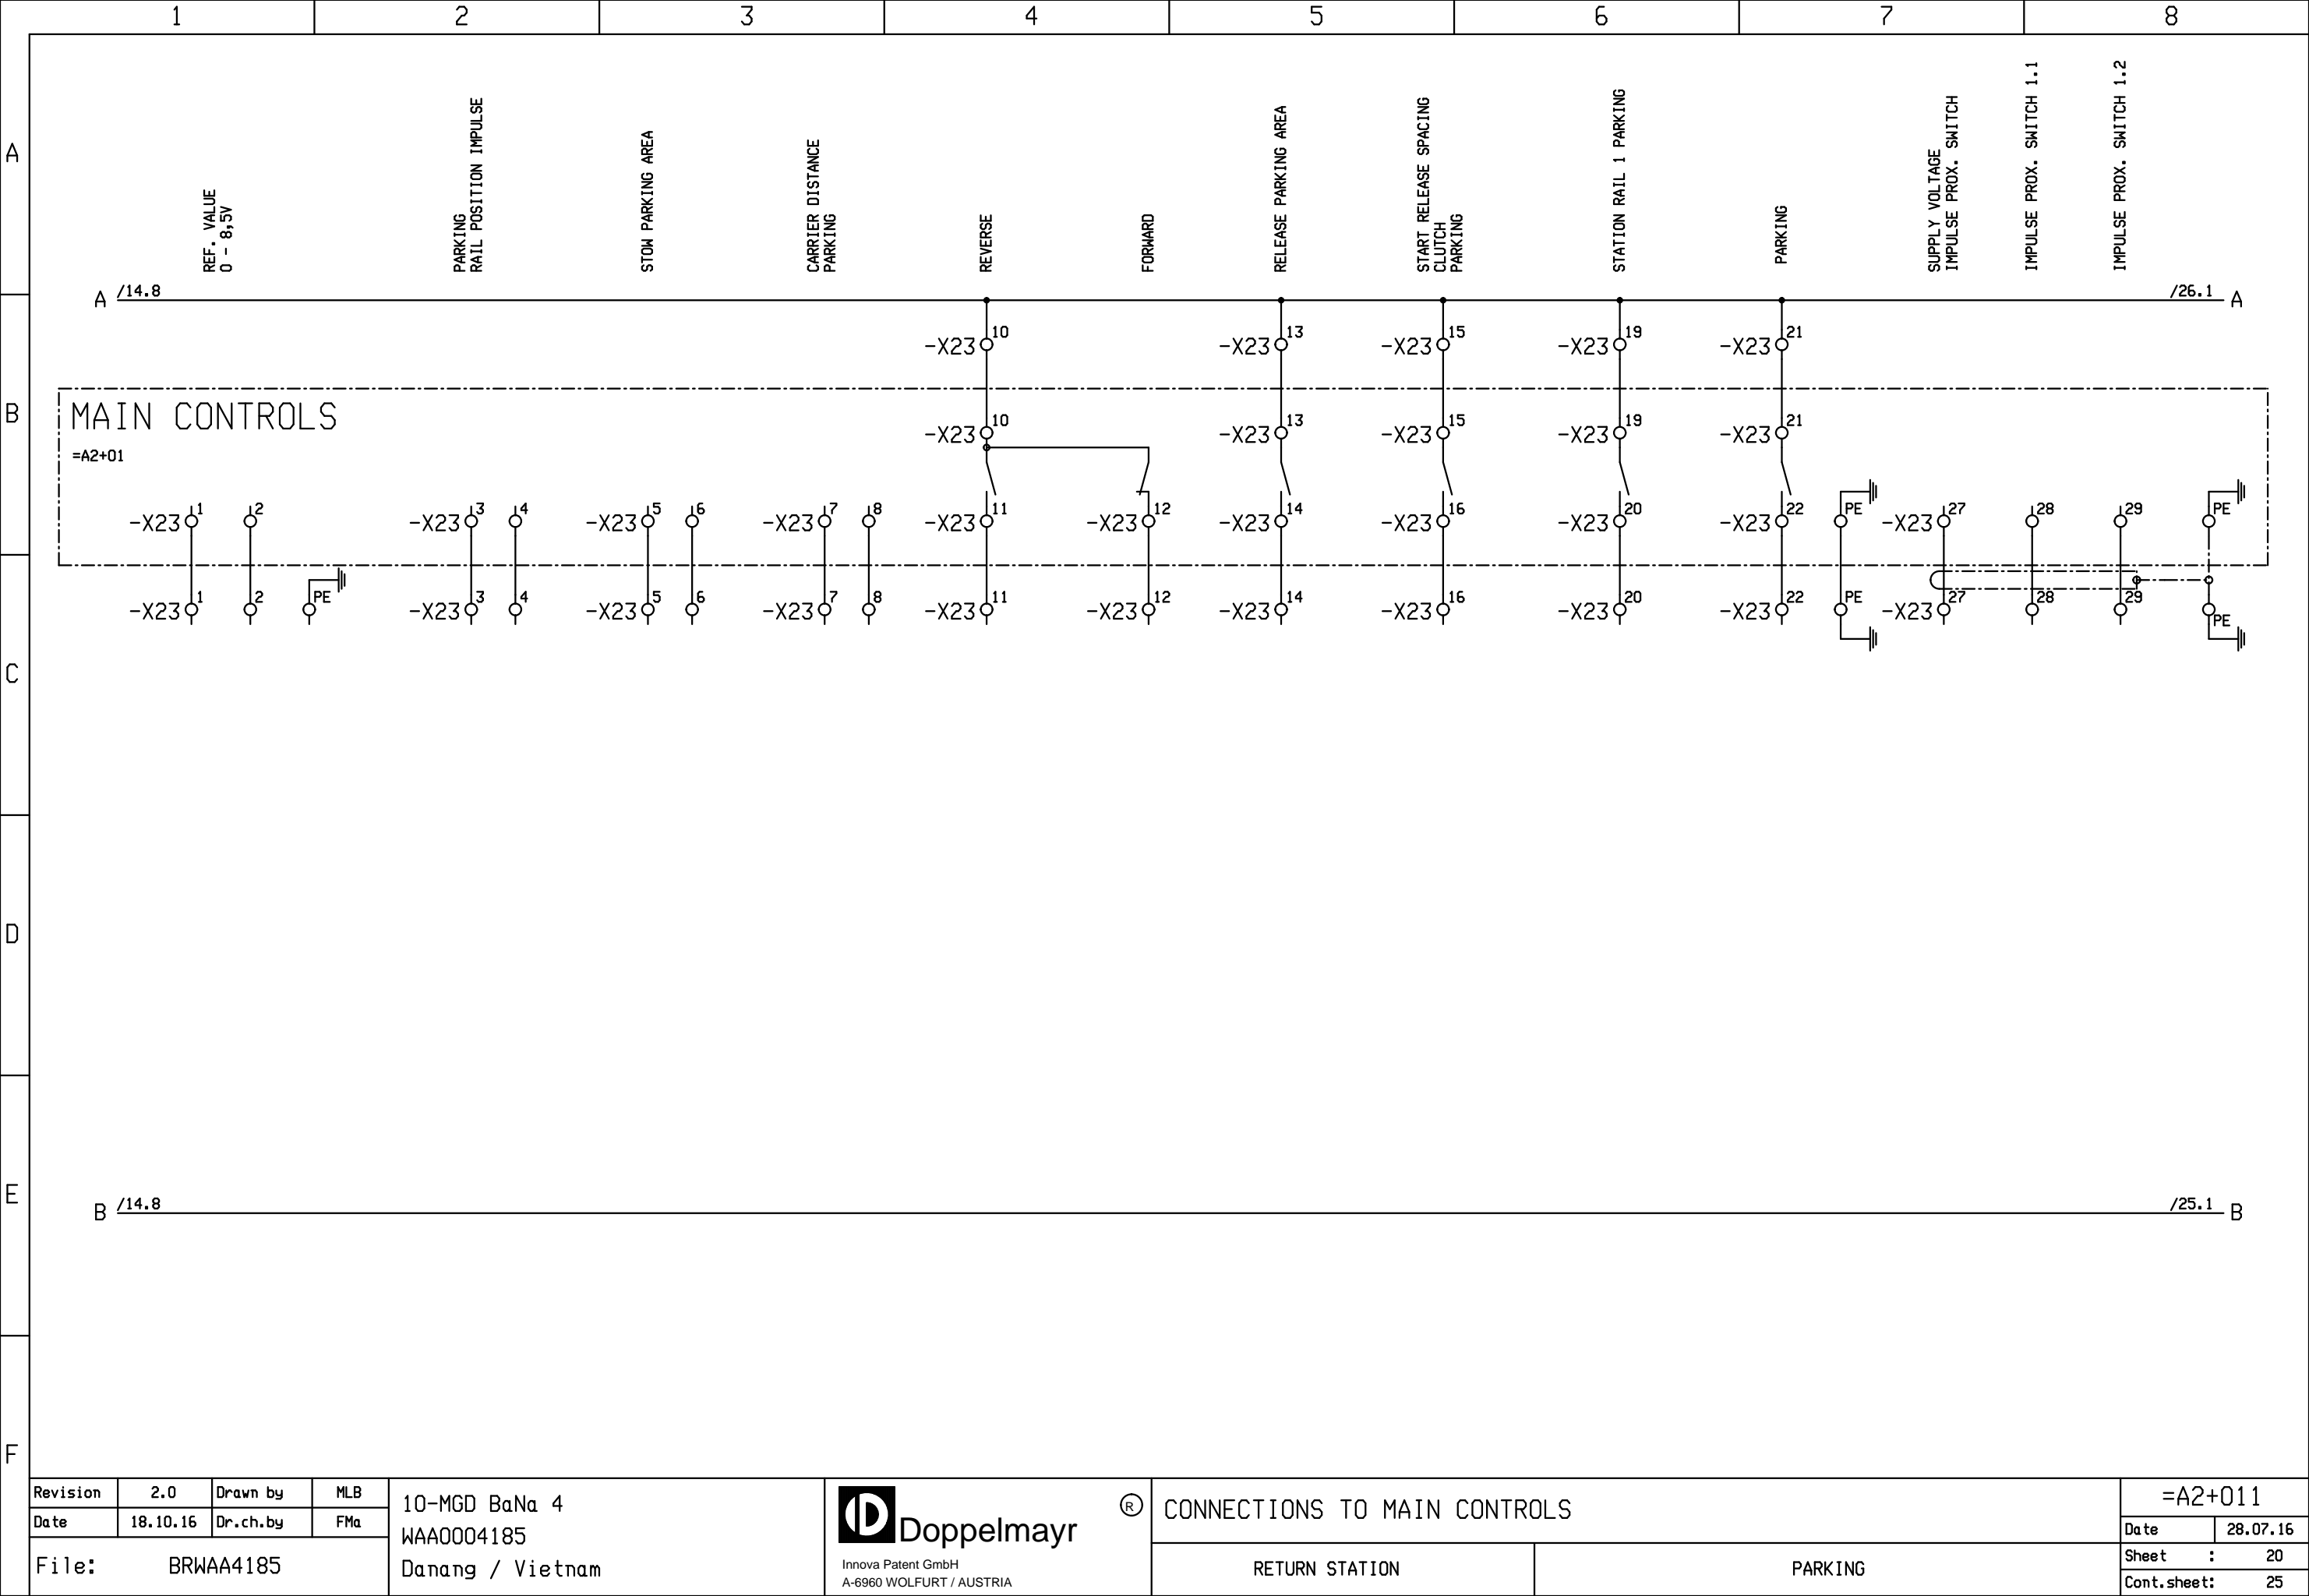 1 2 3 4 5 6 7 8
A
B
C
D
E
F
REF. VALUE
0 - 8,5V
PARKING
RAIL POSITION IMPULSE
STOW PARKING AREA
CARRIER DISTANCE
PARKING
REVERSE
FORWARD
RELEASE PARKING AREA
START RELEASE SPACING
CLUTCH
PARKING
STATION RAIL 1 PARKING
PARKING
SUPPLY VOLTAGE
IMPULSE PROX. SWITCH
IMPULSE PROX. SWITCH 1.1
IMPULSE PROX. SWITCH 1.2
A /14.8 /26.1 A
-X23 10 -X23 13 -X23 15 -X23 19 -X23 21
MAIN CONTROLS
-X23 10 -X23 13 -X23 15 -X23 19 -X23 21
=A2+01
-X23 1 2 -X23 3 4 -X23 5 6 -X23 7 8 -X23 11 -X23 12 -X23 14 -X23 16 -X23 20 -X23 22 PE -X23 27 28 29 PE
-X23 1 2 PE -X23 3 4 -X23 5 6 -X23 7 8 -X23 11 -X23 12 -X23 14 -X23 16 -X23 20 -X23 22 PE -X23 27 28 29 PE
B /14.8 /25.1 B
Revision 2.0 Drawn by MLB
Date 18.10.16 Dr.ch.by FMa
File: BRWAA4185
10-MGD BaNa 4
WAA0004185
Danang / Vietnam
Doppelmayr ®
Innova Patent GmbH
A-6960 WOLFURT / AUSTRIA
CONNECTIONS TO MAIN CONTROLS
RETURN STATION PARKING
=A2+011
Date 28.07.16
Sheet : 20
Cont.sheet: 25